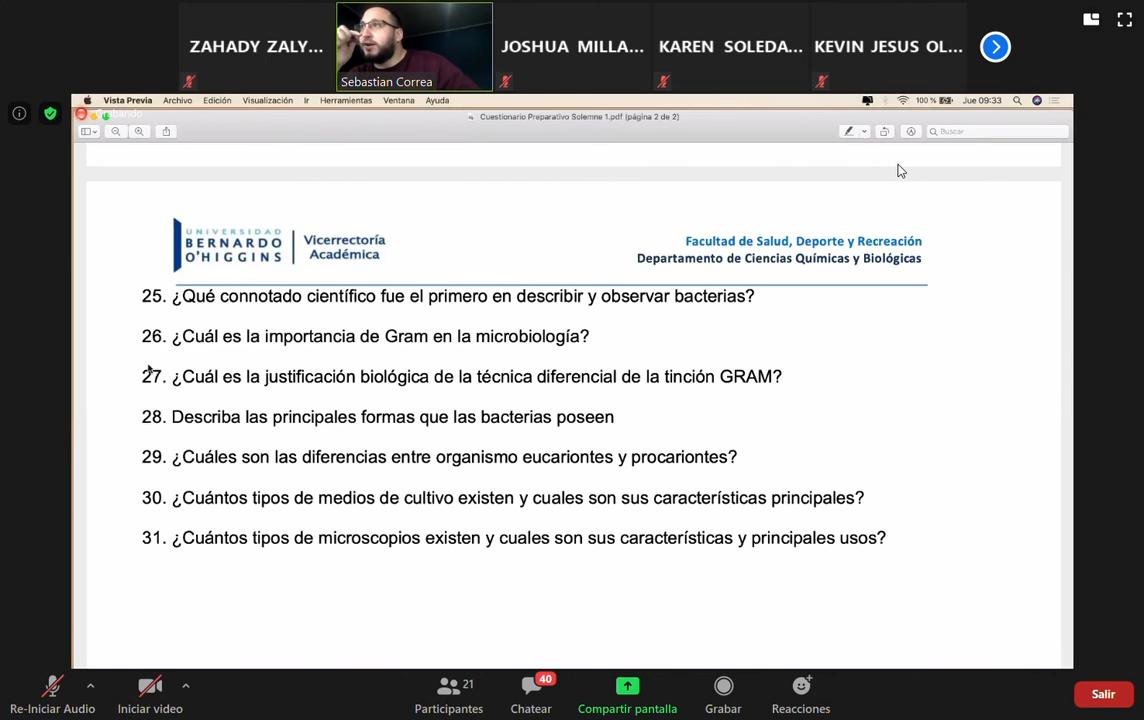 ZAHADY ZALY...
Sebastian Correa
JOSHUA MILLA...
KAREN SOLEDA...
KEVIN JESUS OL...
Vista Previa Archivo Edición Visualización Ir Herramientas Ventana Ayuda
100 % Jue 09:33
Cuestionario Preparativo Solemne 1.pdf (página 2 de 2)
Buscar
UNIVERSIDAD
BERNARDO
O'HIGGINS
Vicerrectoría
Académica
Facultad de Salud, Deporte y Recreación
Departamento de Ciencias Químicas y Biológicas
25. ¿Qué connotado científico fue el primero en describir y observar bacterias?
26. ¿Cuál es la importancia de Gram en la microbiología?
27. ¿Cuál es la justificación biológica de la técnica diferencial de la tinción GRAM?
28. Describa las principales formas que las bacterias poseen
29. ¿Cuáles son las diferencias entre organismo eucariontes y procariontes?
30. ¿Cuántos tipos de medios de cultivo existen y cuales son sus características principales?
31. ¿Cuántos tipos de microscopios existen y cuales son sus características y principales usos?
Re-Iniciar Audio
Iniciar video
21
Participantes
40
Chatear
Compartir pantalla
Grabar
Reacciones
Salir